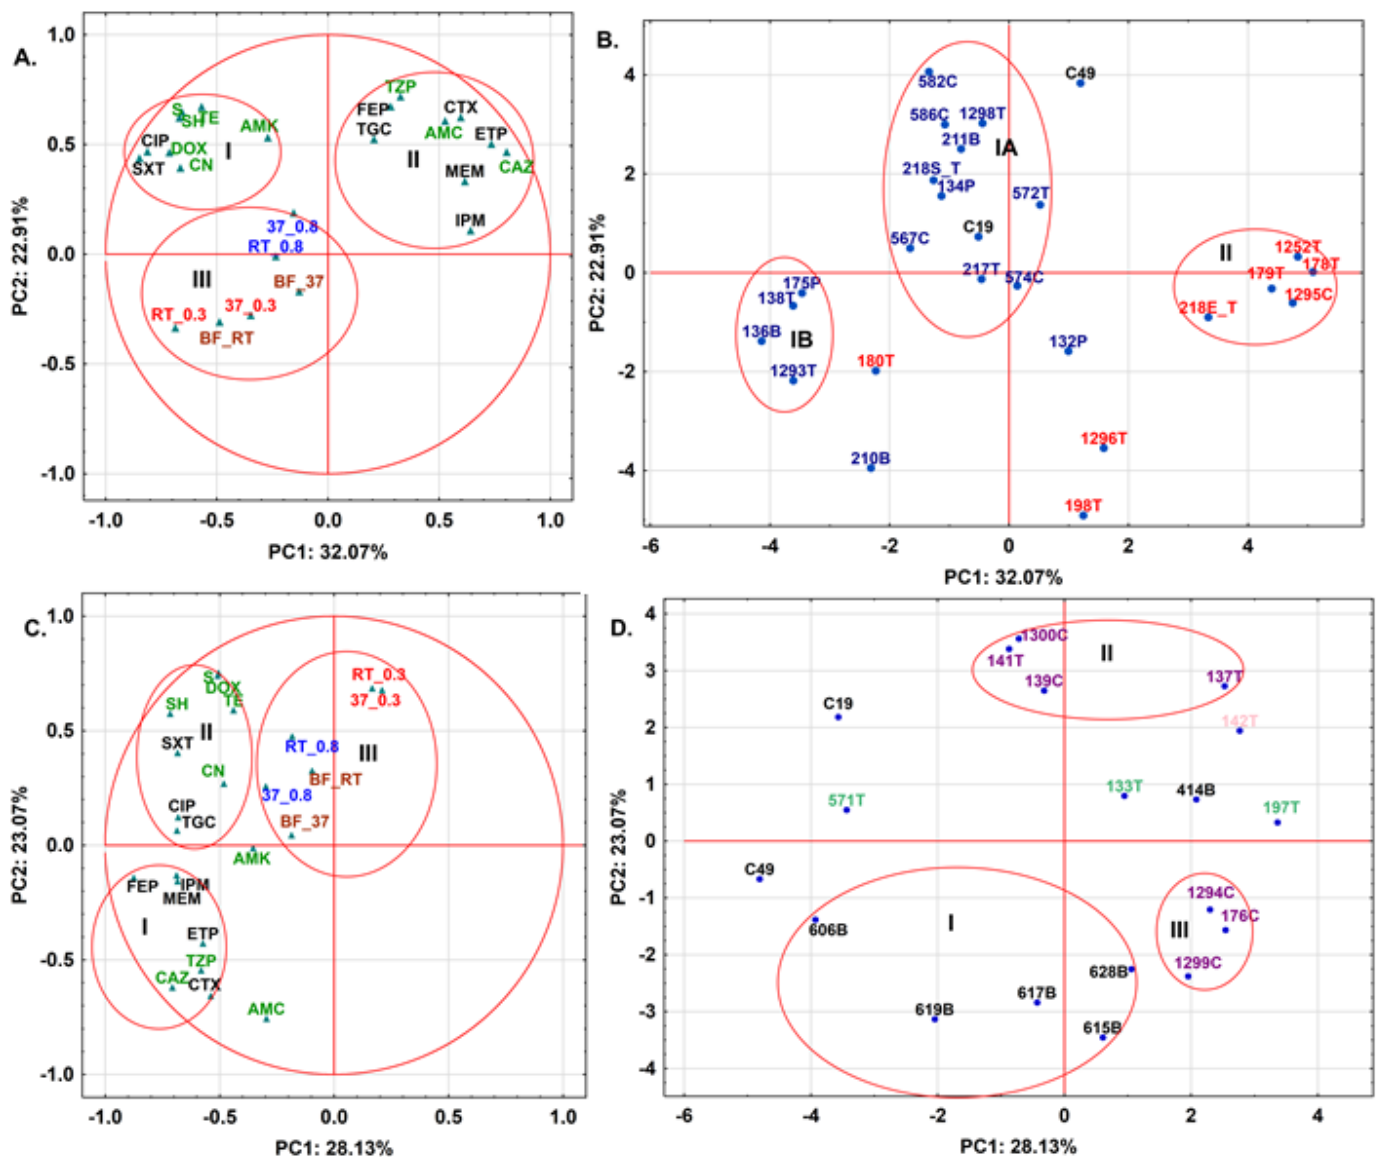 A.
1.0
0.5
0.0
-0.5
-1.0
PC2: 22.91%
S
SH
TE
AMK
CIP
DOX
I
SXT
CN
TZP
FEP
CTX
TGC
AMC
ETP
II
CAZ
MEM
IPM
37_0.8
RT_0.8
III
BF_37
RT_0.3
37_0.3
BF_RT
-1.0
-0.5
0.0
0.5
1.0
PC1: 32.07%
B.
4
2
0
-2
-4
PC2: 22.91%
582C
C49
586C
1298T
211B
IA
218S_T
134P
572T
C19
567C
217T
574C
II
1252T
178T
179T
1295C
218E_T
175P
138T
136B
IB
1293T
132P
180T
1296T
210B
198T
-6
-4
-2
0
2
4
PC1: 32.07%
C.
1.0
0.5
0.0
-0.5
-1.0
PC2: 23.07%
S
DOX
SH
TE
II
SXT
CN
CIP
TGC
RT_0.3
37_0.3
RT_0.8
III
BF_RT
37_0.8
BF_37
AMK
FEP
IPM
MEM
I
ETP
TZP
CAZ
CTX
AMC
-1.0
-0.5
0.0
0.5
1.0
PC1: 28.13%
D.
4
3
2
1
0
-1
-2
-3
-4
PC2: 23.07%
1300C
141T
II
139C
137T
C19
142T
133T
414B
571T
197T
C49
1294C
606B
I
III
176C
628B
1299C
617B
619B
615B
-6
-4
-2
0
2
4
PC1: 28.13%